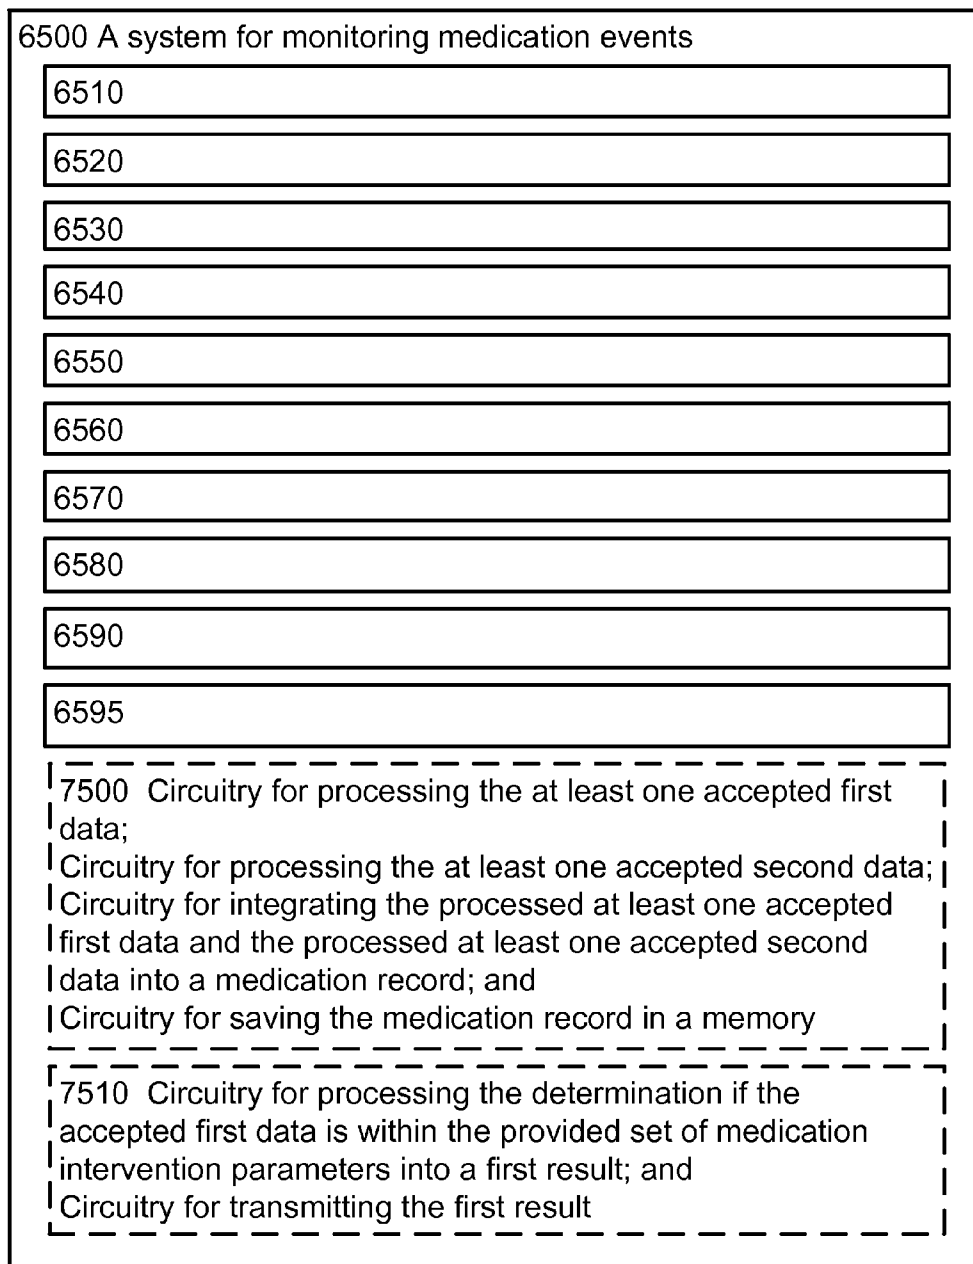 6500 A system for monitoring medication events
6510
6520
6530
6540
6550
6560
6570
6580
6590
6595
7500 Circuitry for processing the at least one accepted first
data;
Circuitry for processing the at least one accepted second data;
Circuitry for integrating the processed at least one accepted
first data and the processed at least one accepted second
data into a medication record; and
Circuitry for saving the medication record in a memory
7510 Circuitry for processing the determination if the
accepted first data is within the provided set of medication
intervention parameters into a first result; and
Circuitry for transmitting the first result